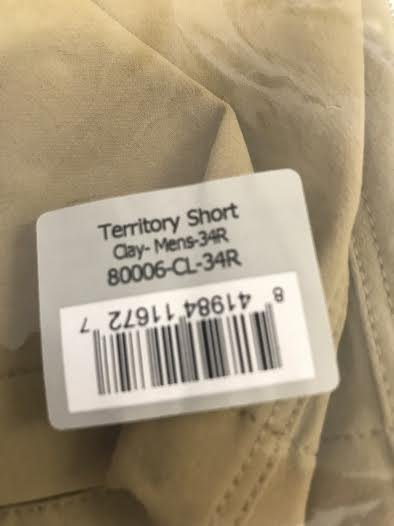 Territory Short
Clay- Mens-34R
80006-CL-34R
8 41984 11672 7